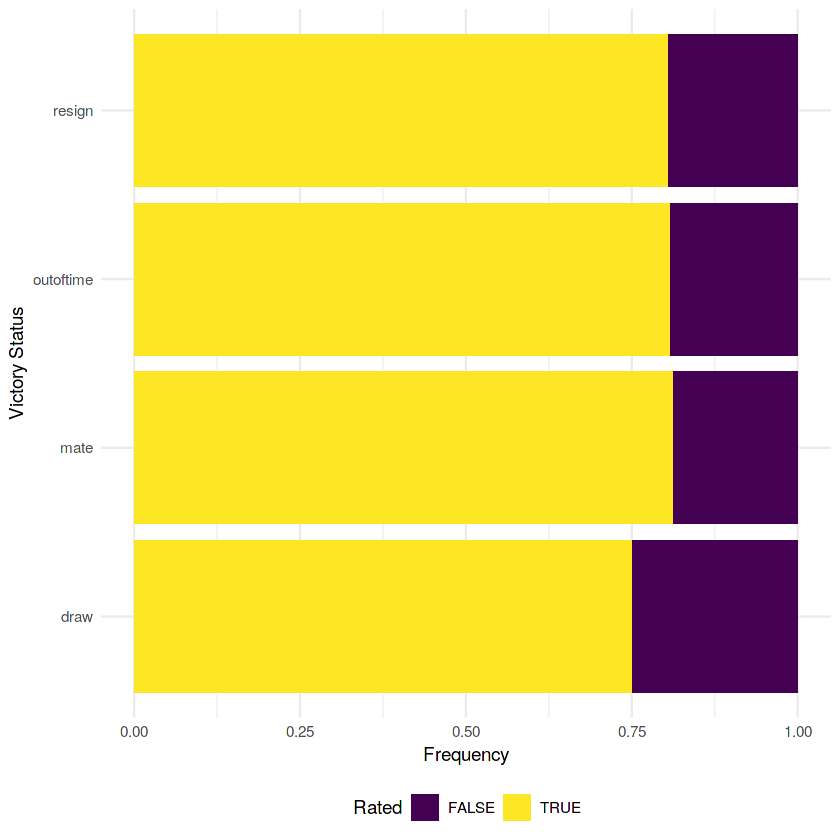 resign
outoftime
mate
draw
Victory Status
0.00 0.25 0.50 0.75 1.00
Frequency
Rated FALSE TRUE